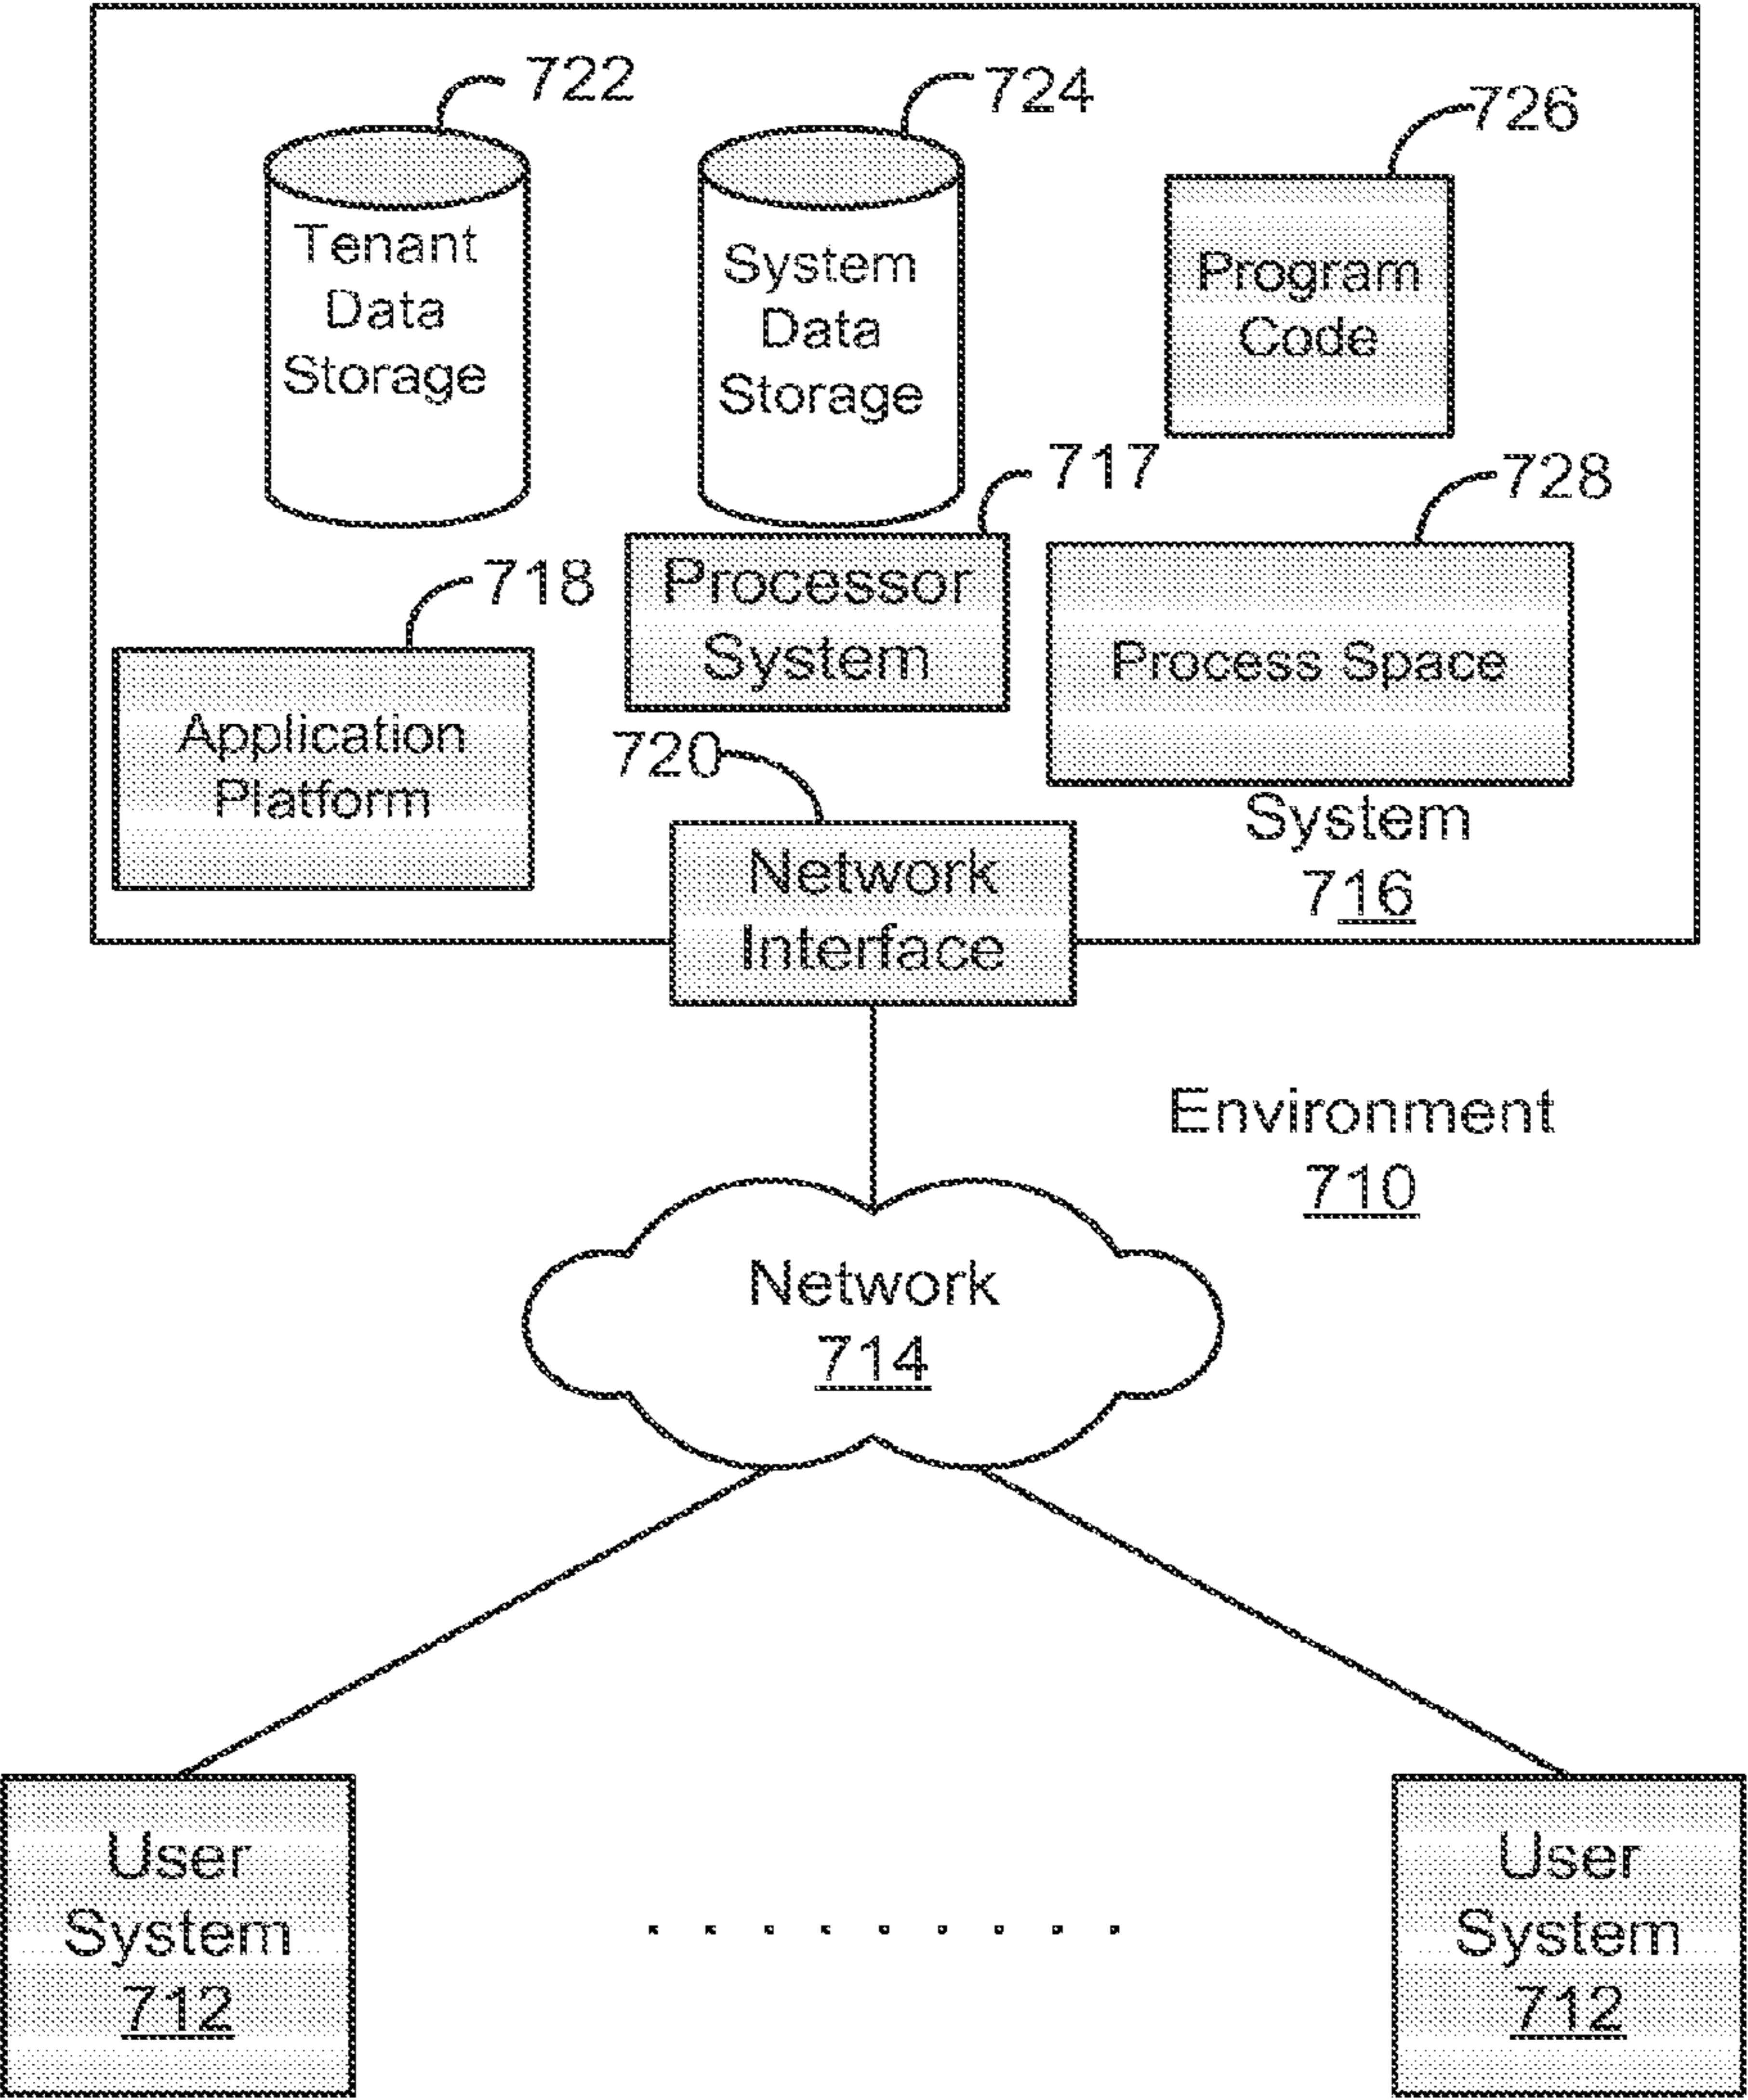 722
724
726
Tenant
Data
Storage
System
Data
Storage
Program
Code
717
728
718
Processor
System
Process Space
Application
Platform
720
System
716
Network
Interface
Environment
710
Network
714
User
System
712
User
System
712